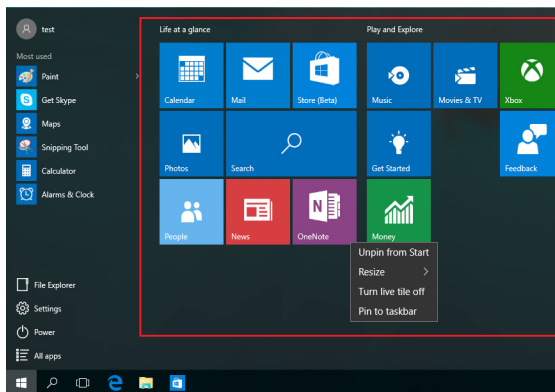 test
Most used
Paint
Get Skype
Maps
Snipping Tool
Calculator
Alarms & Clock
File Explorer
Settings
Power
All apps
Life at a glance
Calendar
Mail
Store (Beta)
Photos
Search
People
News
OneNote
Play and Explore
Music
Movies & TV
Xbox
Get Started
Feedback
Money
Unpin from Start
Resize
Turn live tile off
Pin to taskbar